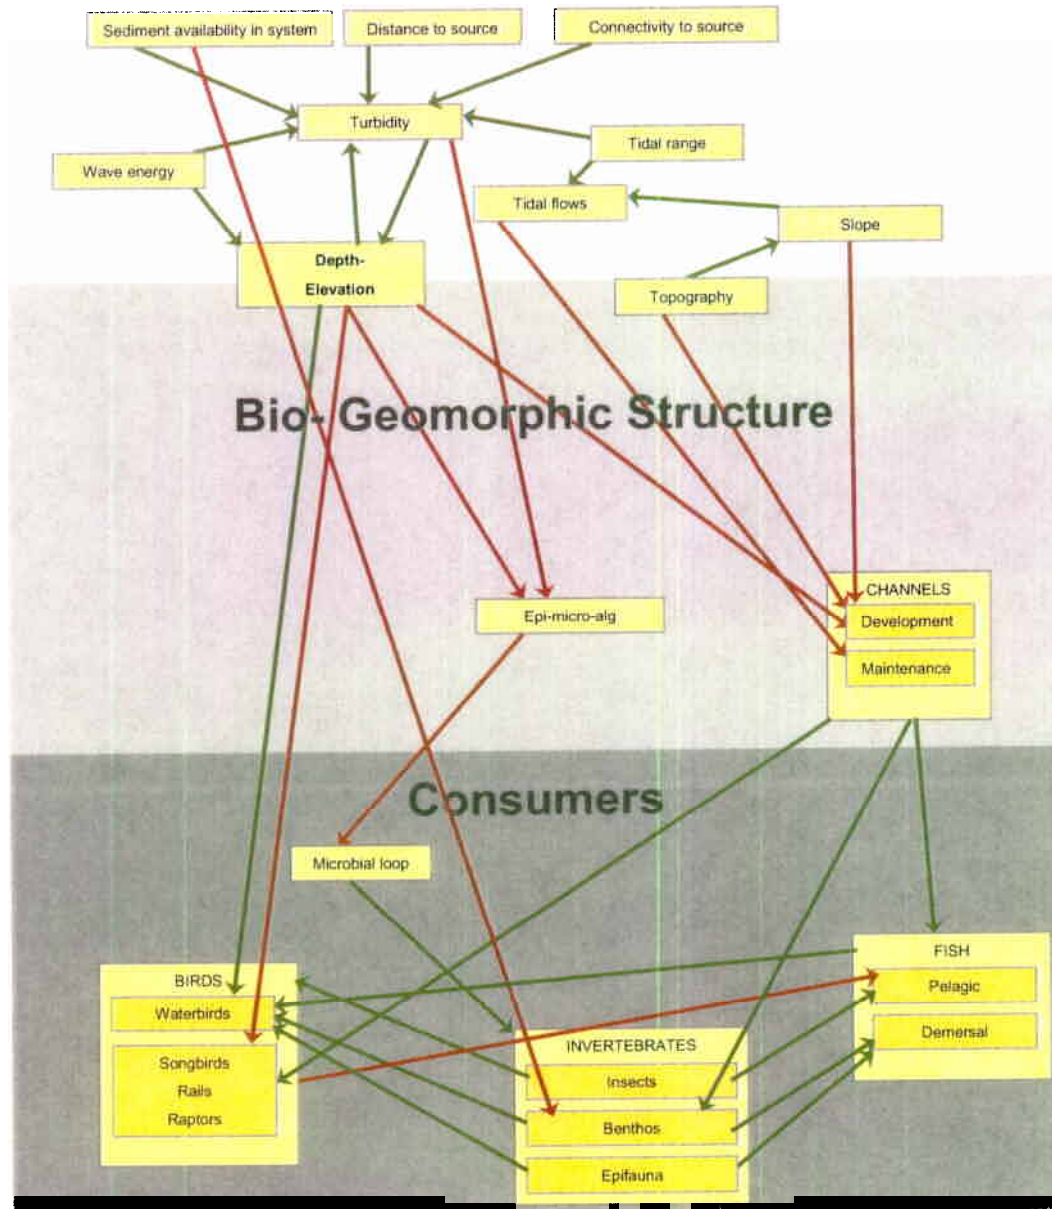 Sediment availability in system
Distance to source
Connectivity to source
Turbidity
Tidal range
Wave energy
Tidal flows
Slope
Depth-
Elevation
Topography
Bio- Geomorphic Structure
CHANNELS
Development
Maintenance
Epi-micro-alg
Consumers
Microbial loop
BIRDS
Waterbirds
Songbirds
Rails
Raptors
INVERTEBRATES
Insects
Benthos
Epifauna
FISH
Pelagic
Demersal